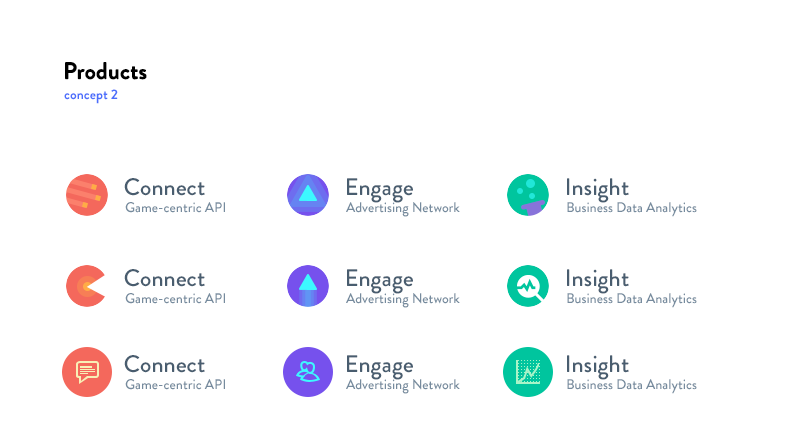 Products
concept 2
Connect
Game-centric API
Engage
Advertising Network
Insight
Business Data Analytics
Connect
Game-centric API
Engage
Advertising Network
Insight
Business Data Analytics
Connect
Game-centric API
Engage
Advertising Network
Insight
Business Data Analytics